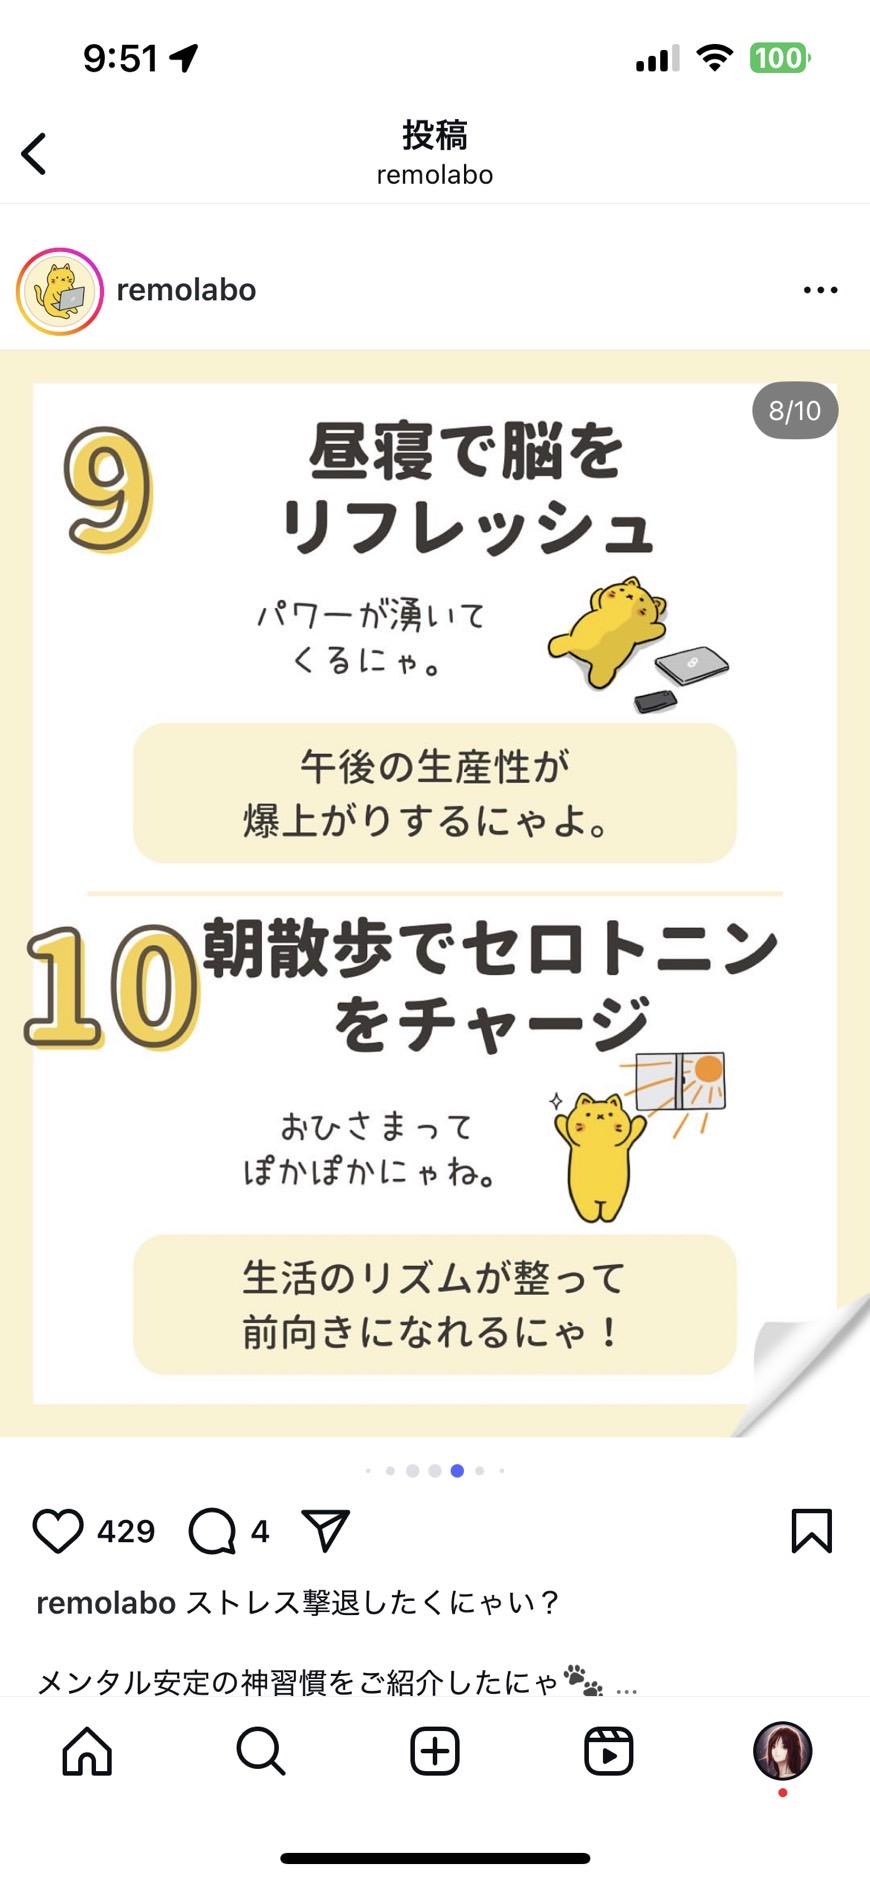 9:51
100
投稿
remolabo
remolabo
8/10
9
昼寝で脳を
リフレッシュ
パワーが湧いて
くるにゃ。
午後の生産性が
爆上がりするにゃよ。
10
朝散歩でセロトニン
をチャージ
おひさまって
ぽかぽかにゃね。
生活のリズムが整って
前向きになれるにゃ！
429
4
remolabo ストレス撃退したくにゃい？
メンタル安定の神習慣をご紹介したにゃ🐾 ...